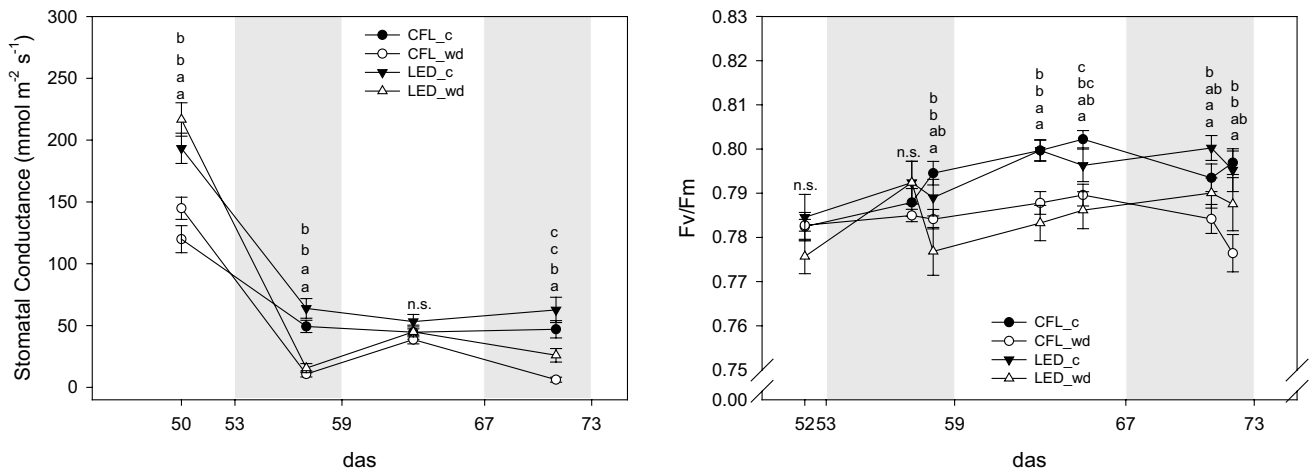 Stomatal Conductance (mmol m⁻² s⁻¹)
300
250
200
150
100
50
0
b
b
a
a
b
b
a
a
n.s.
c
c
b
a
CFL_c
CFL_wd
LED_c
LED_wd
50
53
59
67
73
das
Fv/Fm
0.83
0.82
0.81
0.80
0.79
0.78
0.77
0.76
0.75
0.00
n.s.
n.s.
b
b
ab
a
b
b
a
a
c
bc
ab
a
b
ab
a
a
b
b
ab
a
CFL_c
CFL_wd
LED_c
LED_wd
52
53
59
67
73
das